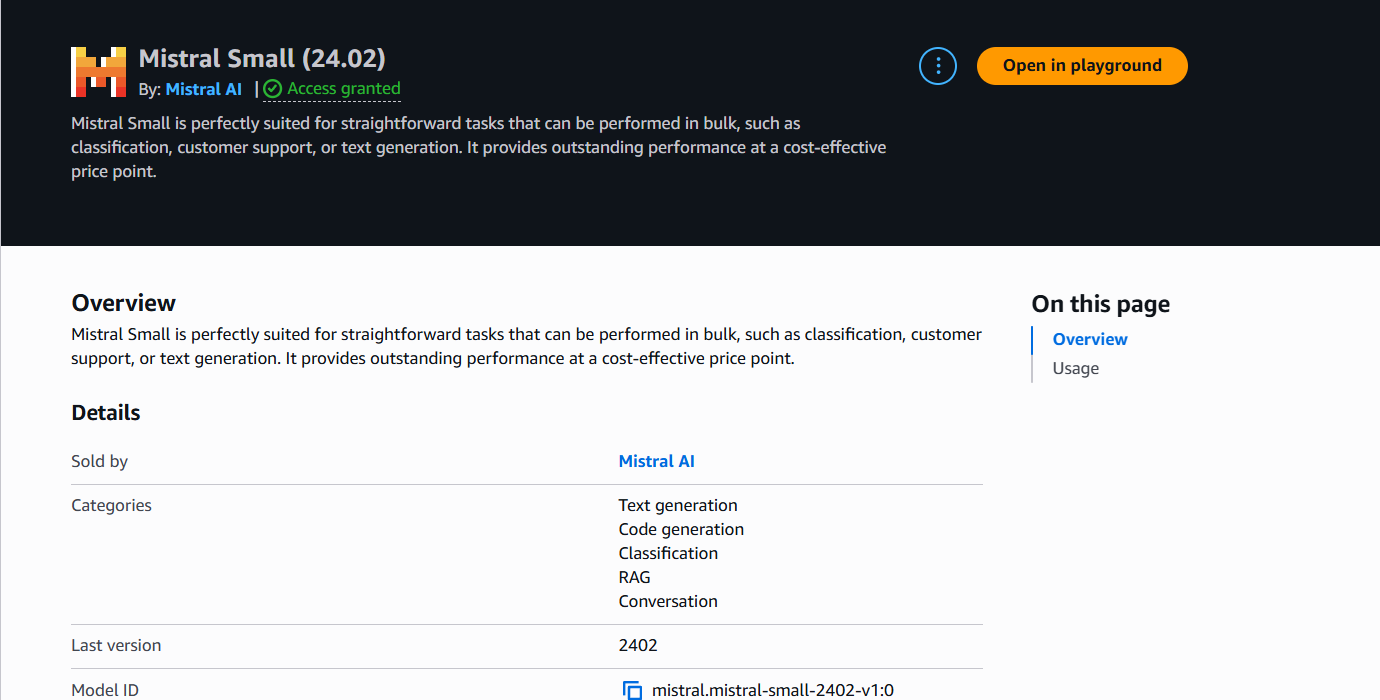 Mistral Small (24.02)
By: Mistral AI | Access granted
Open in playground
Mistral Small is perfectly suited for straightforward tasks that can be performed in bulk, such as
classification, customer support, or text generation. It provides outstanding performance at a cost-effective
price point.
Overview
Mistral Small is perfectly suited for straightforward tasks that can be performed in bulk, such as classification, customer
support, or text generation. It provides outstanding performance at a cost-effective price point.
Details
Sold by Mistral AI
Categories Text generation
Code generation
Classification
RAG
Conversation
Last version 2402
Model ID mistral.mistral-small-2402-v1:0
On this page
Overview
Usage